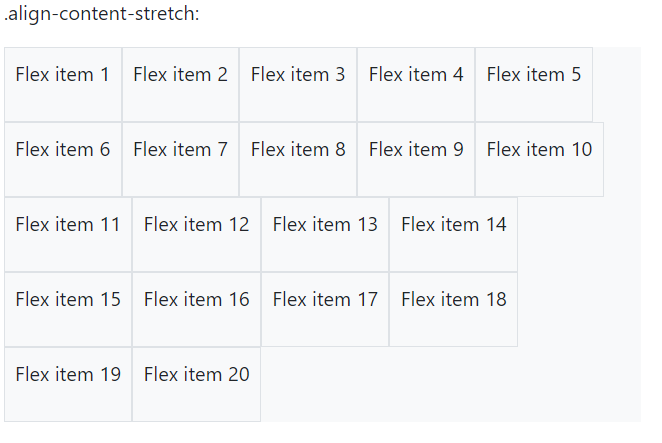 .align-content-stretch:
Flex item 1 Flex item 2 Flex item 3 Flex item 4 Flex item 5
Flex item 6 Flex item 7 Flex item 8 Flex item 9 Flex item 10
Flex item 11 Flex item 12 Flex item 13 Flex item 14
Flex item 15 Flex item 16 Flex item 17 Flex item 18
Flex item 19 Flex item 20